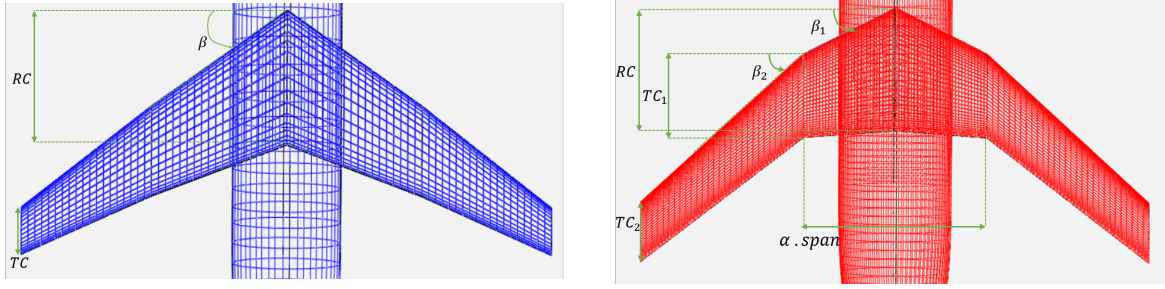 β
RC
TC
β₁
β₂
RC
TC₁
TC₂
α . span